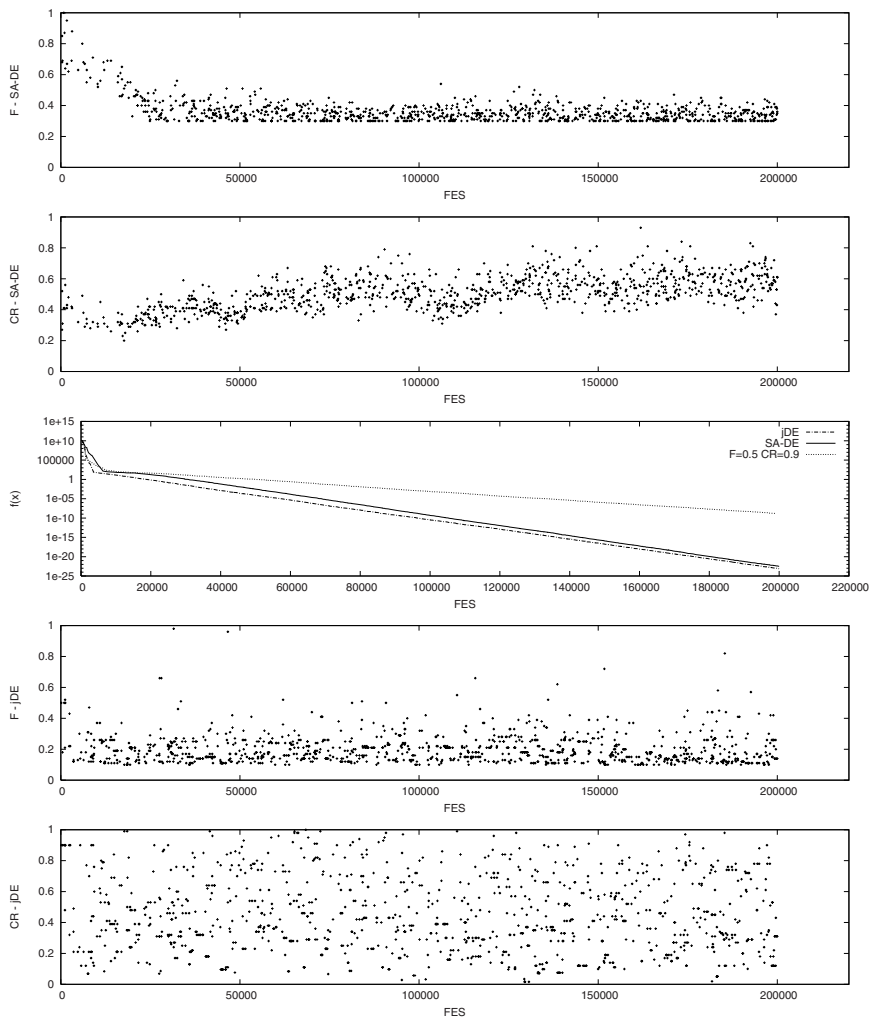 1
0.8
0.6
0.4
0.2
0
F - SA-DE
0 50000 100000 150000 200000
FES
1
0.8
0.6
0.4
0.2
0
CR - SA-DE
0 50000 100000 150000 200000
FES
1e+15
1e+10
100000
1
1e-05
1e-10
1e-15
1e-20
1e-25
f(x)
jDE
SA-DE
F=0.5 CR=0.9
0 20000 40000 60000 80000 100000 120000 140000 160000 180000 200000 220000
FES
1
0.8
0.6
0.4
0.2
0
F - jDE
0 50000 100000 150000 200000
FES
1
0.8
0.6
0.4
0.2
0
CR - jDE
0 50000 100000 150000 200000
FES